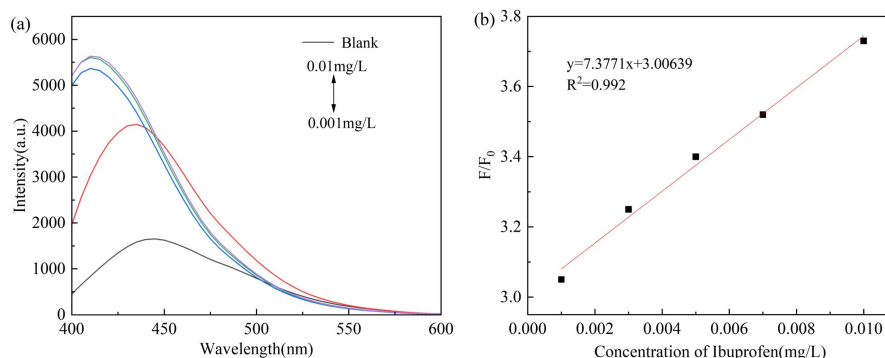 (a)
6000
5000
4000
3000
2000
1000
0
Intensity(a.u.)
400
450
500
550
600
Wavelength(nm)
Blank
0.01mg/L
0.001mg/L
(b)
3.8
3.6
3.4
3.2
3.0
F/F₀
0.000
0.002
0.004
0.006
0.008
0.010
Concentration of Ibuprofen(mg/L)
y=7.3771x+3.00639
R²=0.992